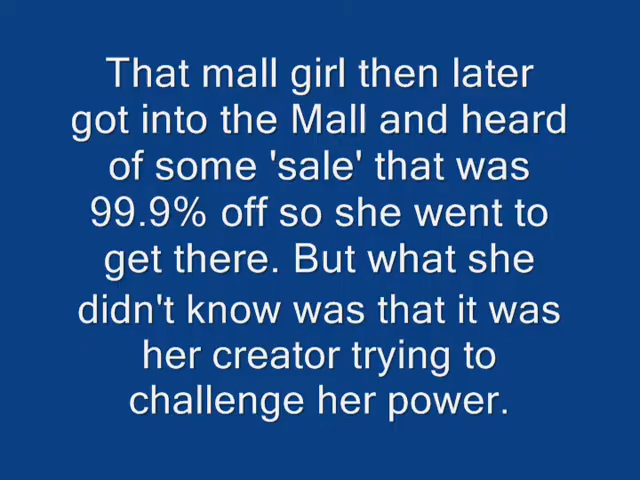 That mall girl then later
got into the Mall and heard
of some 'sale' that was
99.9% off so she went to
get there. But what she
didn't know was that it was
her creator trying to
challenge her power.